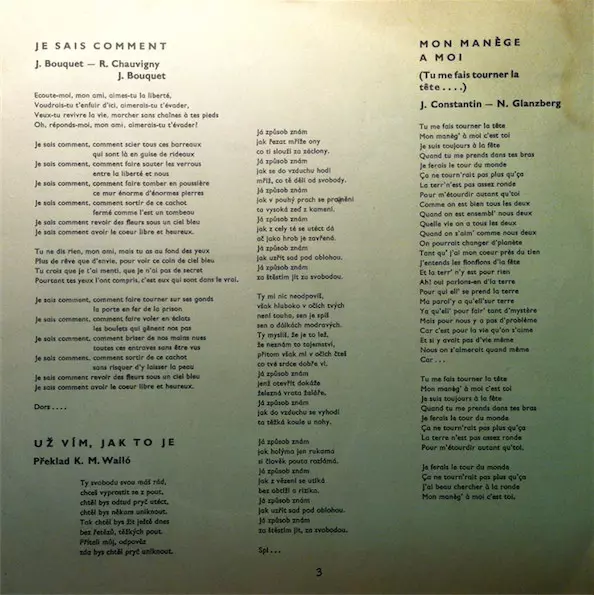 JE SAIS COMMENT
J. Bouquet — R. Chauvigny
J. Bouquet
Ecoute-moi, mon ami, aimes-tu la liberté,
Voudrais-tu t'enfuir d'ici, aimerais-tu t'évader,
Veux-tu revivre la vie, marcher sans chaînes à tes pieds
Oh, réponds-moi, mon ami, aimerais-tu t'évader?
Je sais comment, comment scier tous ces barreaux
qui sont là en guise de rideaux
Je sais comment, comment faire sauter les verrous
entre la liberté et nous
Je sais comment, comment faire tomber en poussière
ce mur énorme d'énormes pierres
Je sais comment, comment sortir de ce cachot
fermé comme l'est un tombeau
Je sais comment revoir des fleurs sous un ciel bleu
Je sais comment avoir le coeur libre et heureux.
Tu ne dis rien, mon ami, mais tu as au fond des yeux
Plus de rêve que d'envie, pour voir ce coin de ciel bleu
Tu crois que je t'ai menti, que je n'ai pas de secret
Pourtant tes yeux l'ont compris, c'est eux qui sont dans le vrai.
Je sais comment, comment faire tourner sur ses gonds
la porte en fer de la prison
Je sais comment, comment faire voler en éclats
les boulets qui gênent nos pas
Je sais comment, comment briser de nos mains nues
toutes ces entraves sans être vus
Je sais comment, comment sortir de ce cachot
sans risquer d'y laisser la peau
Je sais comment revoir des fleurs sous un ciel bleu
Je sais comment avoir le coeur libre et heureux.
Dors . . . .
UŽ VÍM, JAK TO JE
Překlad K. M. Walló
Ty svobodu svou máš rád,
chceš vyprostit se z pout,
chtěl bys odtud pryč utéct,
chtěl bys někam uniknout.
Tak chtěl bys žít ještě dnes
bez řetězů, těžkých pout.
Příteli můj, odpověz
zda bys chtěl pryč uniknout.
Já způsob znám
jak řezat mříže ony
co ti slouží za záclony.
Já způsob znám
jak se do vzduchu hodí
mříž, co tě dělí od svobody.
Já způsob znám
jak v pouhý prach se promění
ta vysoká zeď z kamení.
Já způsob znám
jak z cely té se utéct dá
ač jako hrob je zavřená.
Já způsob znám
jak uzřít sad pod oblohou.
Já způsob znám
za štěstím jít za svobodou.
Ty mi nic neodpovíš,
však hluboko v očích tvých
není touho, sen je spíš
sen o dálkách modravých.
Ty myslíš, že je to lež,
že neznám to tajemství,
přitom však mi v očích čteš
co tvé srdce dobře ví.
Já způsob znám
jenž otevřít dokáže
železná vrata žaláře,
Já způsob znám
jak do vzduchu se vyhodí
ta těžká koule u nohy.
Já způsob znám
jak holýma jen rukama
si člověk pouta rozlámá.
Já způsob znám
jak z vězení se utíká
bez obtíží a rizika.
Já způsob znám
jak uzřít sad pod oblohou.
Já způsob znám
za štěstím jít, za svobodou.
Spi . . .
MON MANÈGE
A MOI
(Tu me fais tourner la
tête . . . .)
J. Constantin — N. Glanzberg
Tu me fais tourner la tête
Mon manèg' à moi c'est toi
Je suis toujours à la fête
Quand tu me prends dans tes bras
Je ferais le tour du monde
Ça ne tourn'rait pas plus qu'ça
La terr'n'est pas assez ronde
Pour m'étourdir autant qu'toi
Comme on est bien tous les deux
Quand on est ensembl' nous deux
Quelle vie on a tous les deux
Quand on s'aim' comme nous deux
On pourrait changer d'planète
Tant qu' j'ai mon coeur près du tien
J'entends les flonflons d'la fête
Et la terr' n'y est pour rien
Ah! oui parlons-en d'la terre
Pour qui ell' se prend la terre
Ma parol'y a qu'ell'sur terre
Ya qu'ell' pour fair' tant d'mystère
Mais pour nous y a pas d'problème
Car c'est pour la vie qu'on s'aime
Et si y avait pas d'vie même
Nous on s'aimerait quand même
Car . . .
Tu me fais tourner la tête
Mon manèg' à moi c'est toi
Je suis toujours à la fête
Quand tu me prends dans tes bras
Je ferais le tour du monde
Ça ne tourn'rait pas plus qu'ça
La terre n'est pas assez ronde
Pour m'étourdir autant qu'toi.
Je ferais le tour du monde
Ça ne tourn'rait pas plus qu'ça
J'ai beau chercher à la ronde
Mon manèg' à moi c'est toi,
3